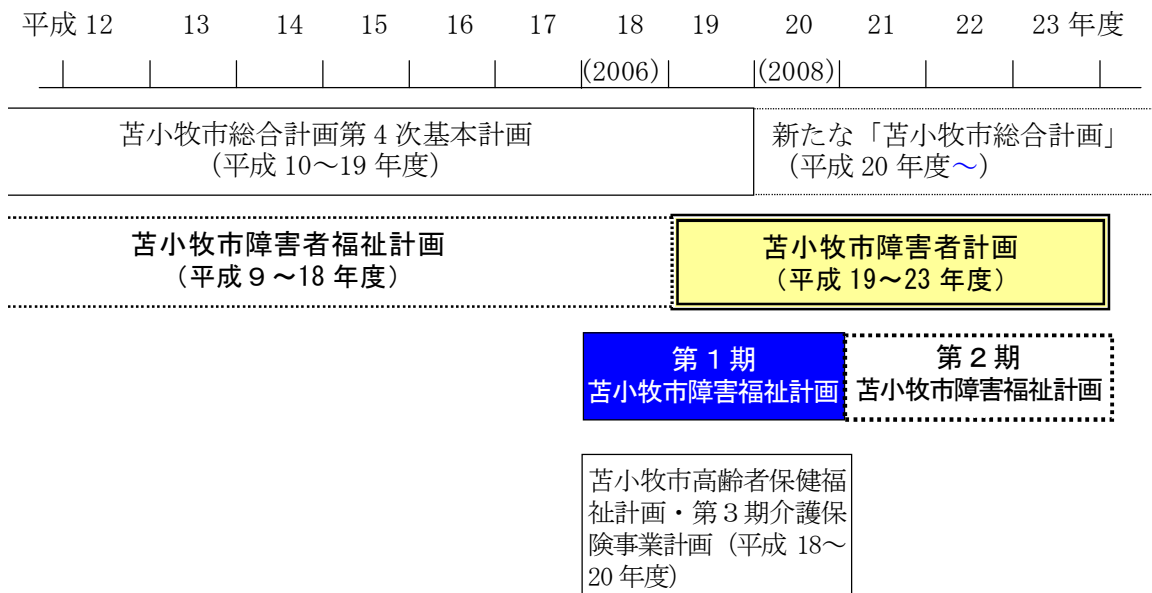 平成 12 13 14 15 16 17 18 19 20 21 22 23 年度
(2006) (2008)
苫小牧市総合計画第４次基本計画
（平成 10～19 年度）
新たな「苫小牧市総合計画」
（平成 20 年度～）
苫小牧市障害者福祉計画
（平成９～18 年度）
苫小牧市障害者計画
（平成 19～23 年度）
第１期
苫小牧市障害福祉計画
第２期
苫小牧市障害福祉計画
苫小牧市高齢者保健福
祉計画・第３期介護保
険事業計画（平成 18～
20 年度）